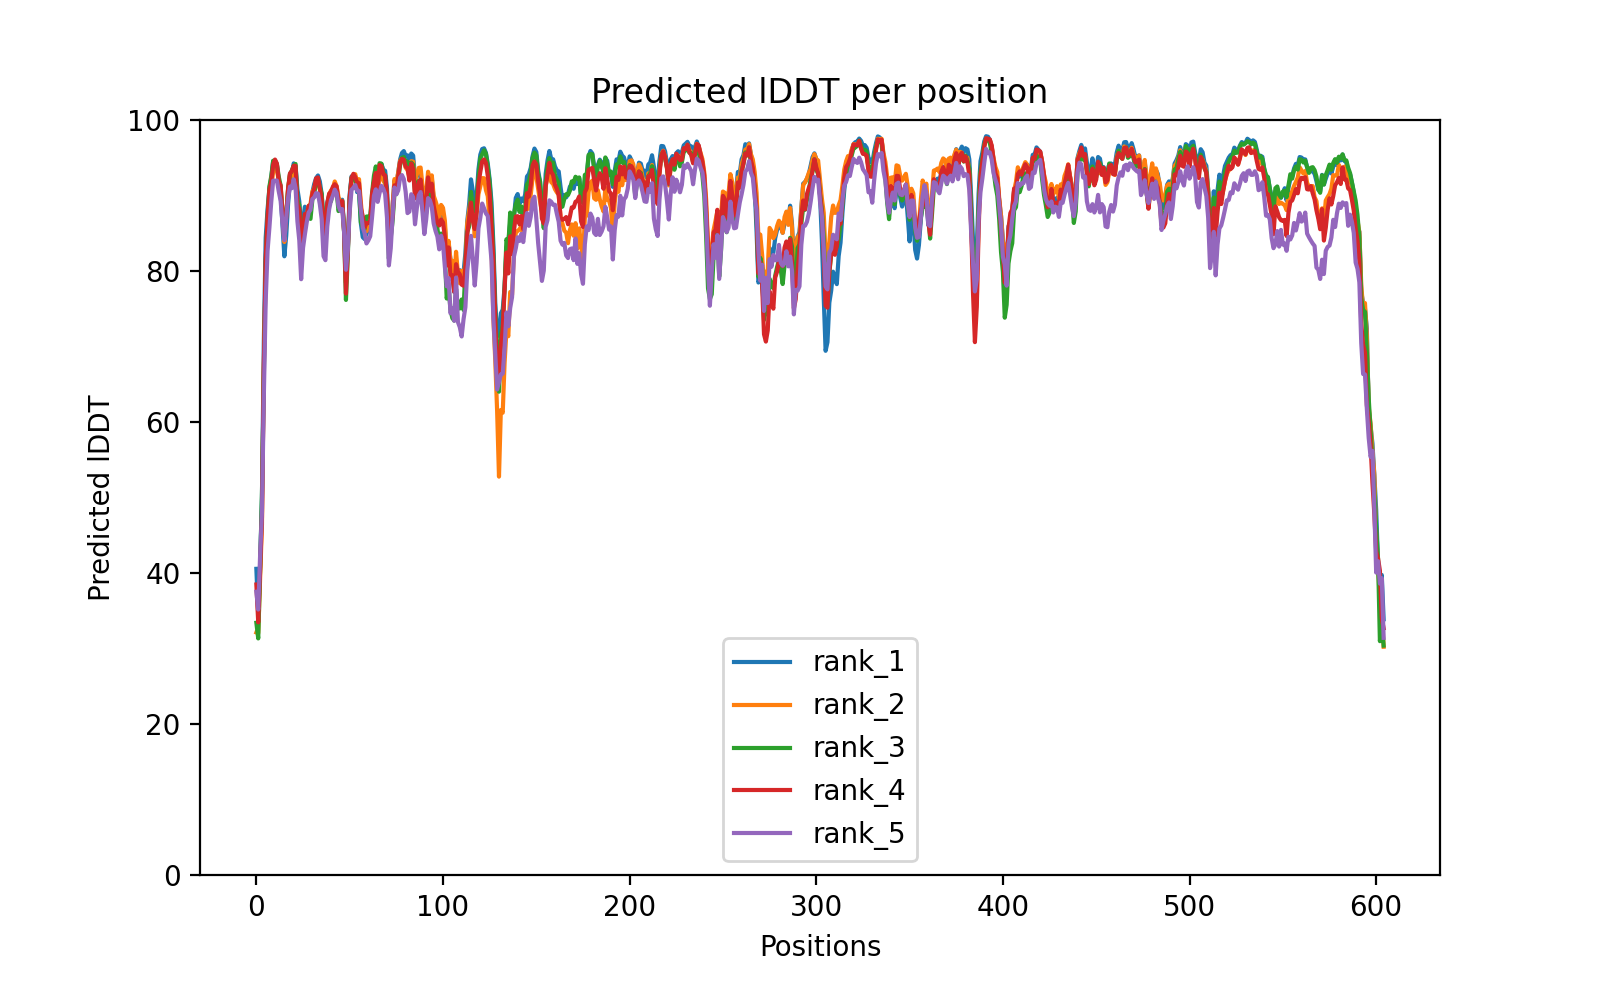 Predicted lDDT per position
100
80
60
40
20
0
Predicted lDDT
0 100 200 300 400 500 600
Positions
rank_1
rank_2
rank_3
rank_4
rank_5